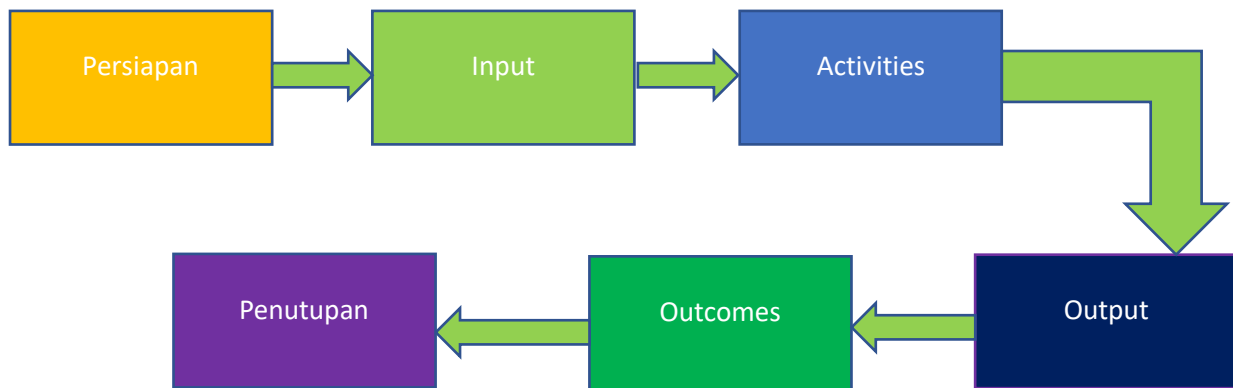 Persiapan
Input
Activities
Output
Outcomes
Penutupan